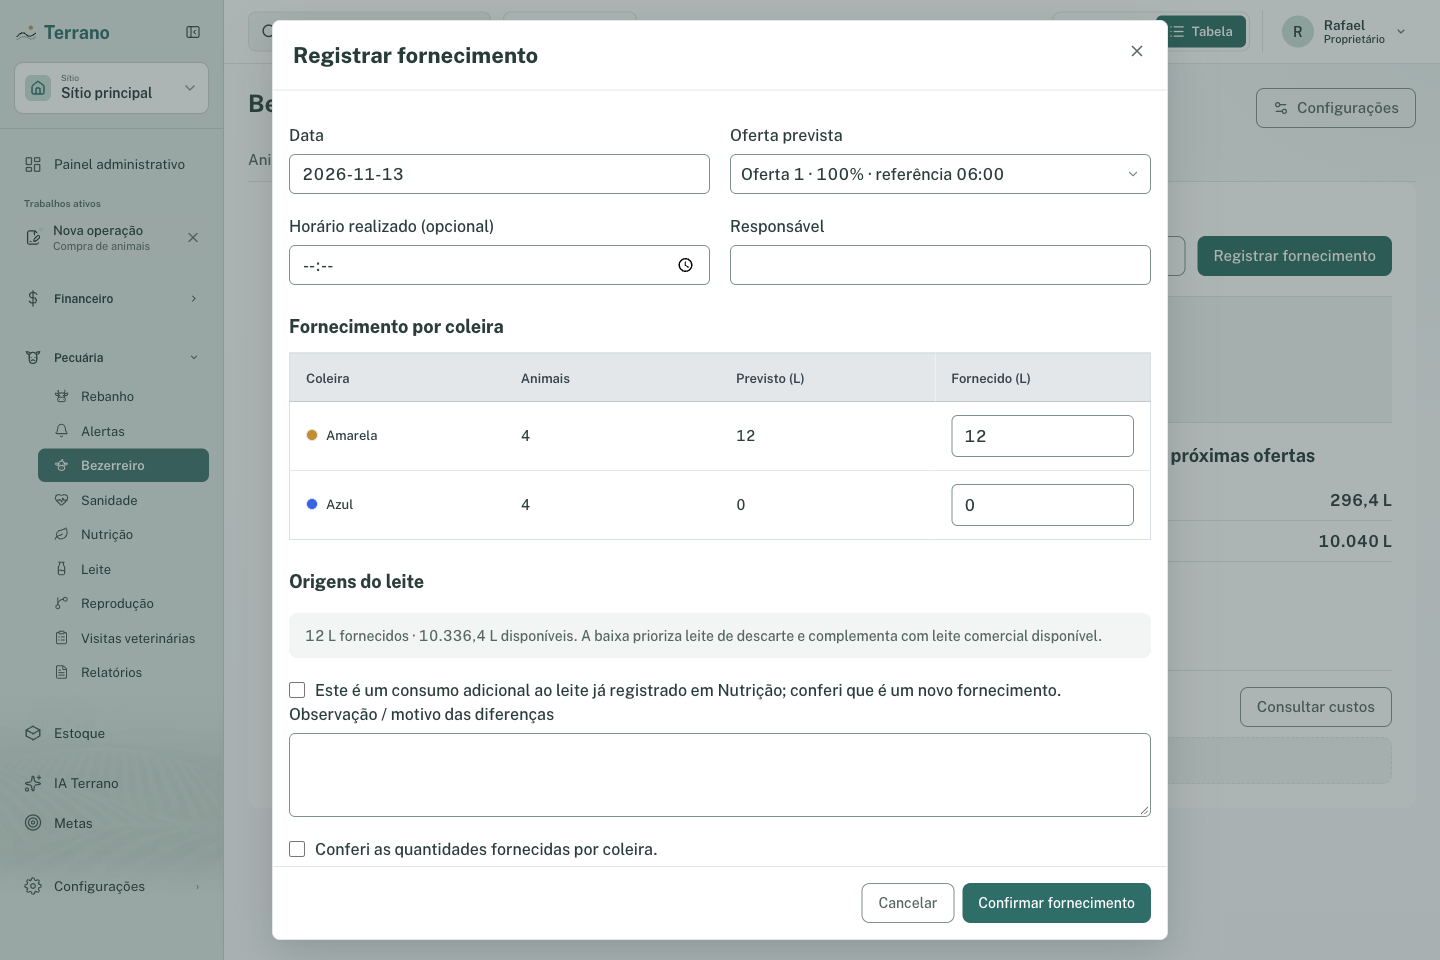 Terrano
Sítio
Sítio principal
Painel administrativo
Trabalhos ativos
Nova operação
Compra de animais
Financeiro
Pecuária
Rebanho
Alertas
Bezerreiro
Sanidade
Nutrição
Leite
Reprodução
Visitas veterinárias
Relatórios
Estoque
IA Terrano
Metas
Configurações
Tabela
R
Rafael
Proprietário
Configurações
Registrar fornecimento
próximas ofertas
296,4 L
10.040 L
Consultar custos
Registrar fornecimento
Data
Oferta prevista
2026-11-13
Oferta 1 · 100% · referência 06:00
Horário realizado (opcional)
Responsável
--:--
Fornecimento por coleira
Coleira Animais Previsto (L) Fornecido (L)
Amarela 4 12 12
Azul 4 0 0
Origens do leite
12 L fornecidos · 10.336,4 L disponíveis. A baixa prioriza leite de descarte e complementa com leite comercial disponível.
Este é um consumo adicional ao leite já registrado em Nutrição; conferi que é um novo fornecimento.
Observação / motivo das diferenças
Conferi as quantidades fornecidas por coleira.
Cancelar
Confirmar fornecimento